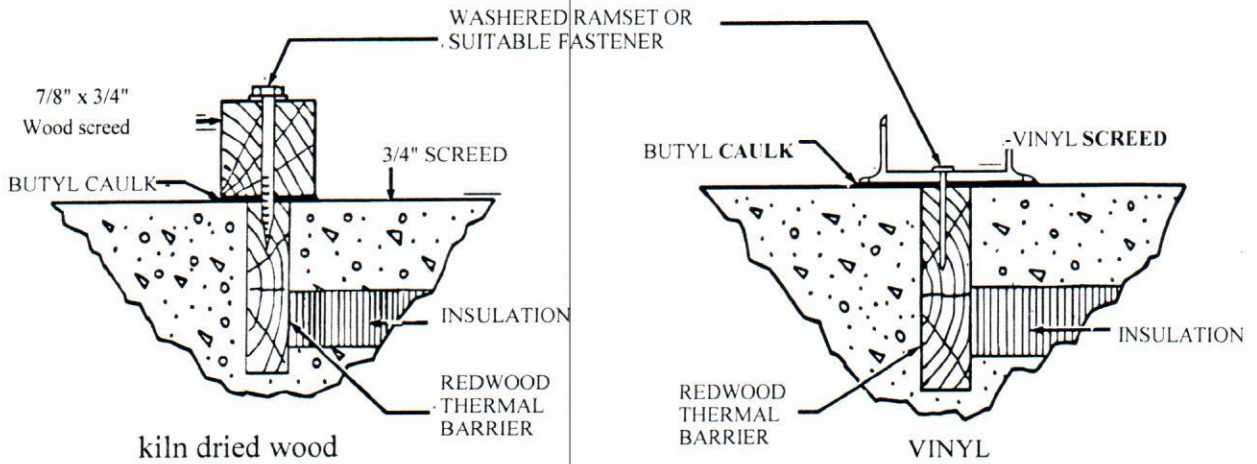 WASHERED RAMSET OR
SUITABLE FASTENER
7/8" x 3/4"
Wood screed
3/4" SCREED
BUTYL CAULK
INSULATION
REDWOOD
THERMAL
BARRIER
kiln dried wood
BUTYL CAULK
VINYL SCREED
INSULATION
REDWOOD
THERMAL
BARRIER
VINYL